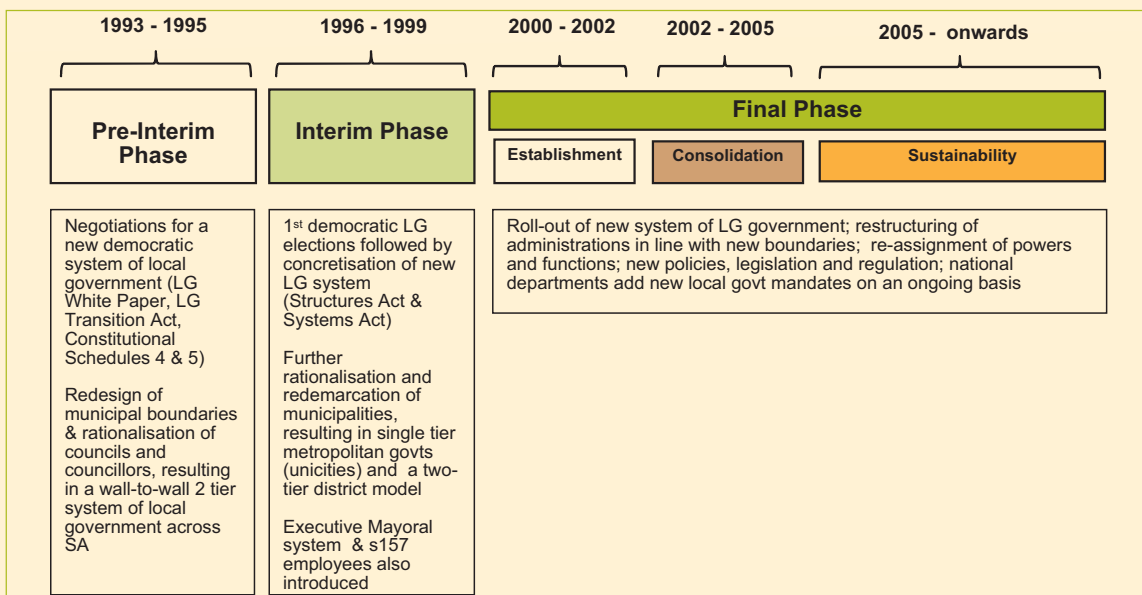 1993 - 1995
1996 - 1999
2000 - 2002
2002 - 2005
2005 - onwards
Pre-Interim
Phase
Interim Phase
Final Phase
Establishment
Consolidation
Sustainability
Negotiations for a
new democratic
system of local
government (LG
White Paper, LG
Transition Act,
Constitutional
Schedules 4 & 5)
Redesign of
municipal boundaries
& rationalisation of
councils and
councillors, resulting
in a wall-to-wall 2 tier
system of local
government across
SA
1st democratic LG
elections followed by
concretisation of new
LG system
(Structures Act &
Systems Act)
Further
rationalisation and
redemarcation of
municipalities,
resulting in single tier
metropolitan govts
(unicities) and a two-
tier district model
Executive Mayoral
system & s157
employees also
introduced
Roll-out of new system of LG government; restructuring of
administrations in line with new boundaries; re-assignment of powers
and functions; new policies, legislation and regulation; national
departments add new local govt mandates on an ongoing basis